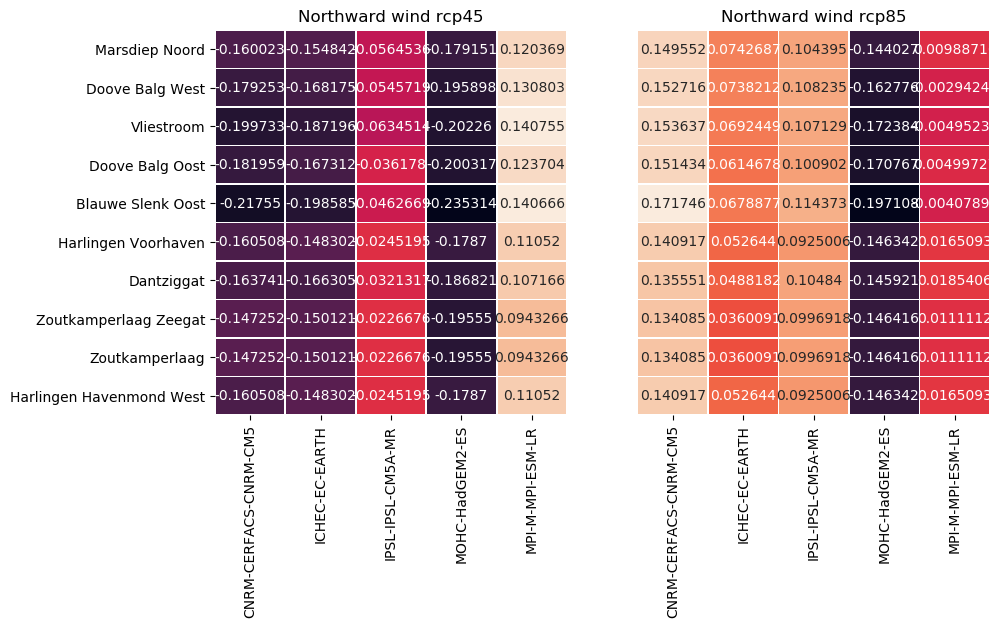 Northward wind rcp45 Northward wind rcp85
Marsdiep Noord -0.160023 -0.154842 -0.0564536 -0.179151 0.120369 0.149552 0.0742687 0.104395 -0.144027 0.0098871
Doove Balg West -0.179253 -0.168175 -0.0545719 -0.195898 0.130803 0.152716 0.0738212 0.108235 -0.162776 0.0029424
Vliestroom -0.199733 -0.187196 -0.0634514 -0.20226 0.140755 0.153637 0.0692449 0.107129 -0.172384 0.0049523
Doove Balg Oost -0.181959 -0.167312 -0.036178 -0.200317 0.123704 0.151434 0.0614678 0.100902 -0.170767 0.0049972
Blauwe Slenk Oost -0.21755 -0.198585 -0.0462669 -0.235314 0.140666 0.171746 0.0678877 0.114373 -0.197108 0.0040789
Harlingen Voorhaven -0.160508 -0.148302 -0.0245195 -0.1787 0.11052 0.140917 0.052644 0.0925006 -0.146342 0.0165093
Dantziggat -0.163741 -0.166305 -0.0321317 -0.186821 0.107166 0.135551 0.0488182 0.10484 -0.145921 0.0185406
Zoutkamperlaag Zeegat -0.147252 -0.150121 -0.0226676 -0.19555 0.0943266 0.134085 0.0360091 0.0996918 -0.146416 0.0111112
Zoutkamperlaag -0.147252 -0.150121 -0.0226676 -0.19555 0.0943266 0.134085 0.0360091 0.0996918 -0.146416 0.0111112
Harlingen Havenmond West -0.160508 -0.148302 -0.0245195 -0.1787 0.11052 0.140917 0.052644 0.0925006 -0.146342 0.0165093
CNRM-CERFACS-CNRM-CM5
ICHEC-EC-EARTH
IPSL-IPSL-CM5A-MR
MOHC-HadGEM2-ES
MPI-M-MPI-ESM-LR
CNRM-CERFACS-CNRM-CM5
ICHEC-EC-EARTH
IPSL-IPSL-CM5A-MR
MOHC-HadGEM2-ES
MPI-M-MPI-ESM-LR